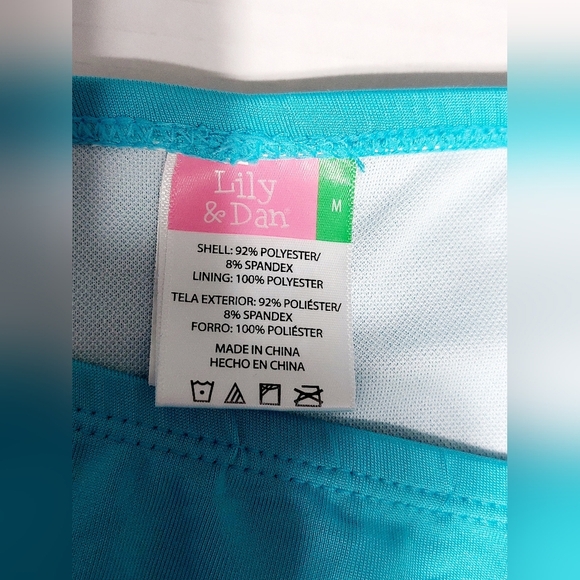 Lily
& Dan®
M
SHELL: 92% POLYESTER/
8% SPANDEX
LINING: 100% POLYESTER
TELA EXTERIOR: 92% POLIÉSTER/
8% SPANDEX
FORRO: 100% POLIÉSTER
MADE IN CHINA
HECHO EN CHINA